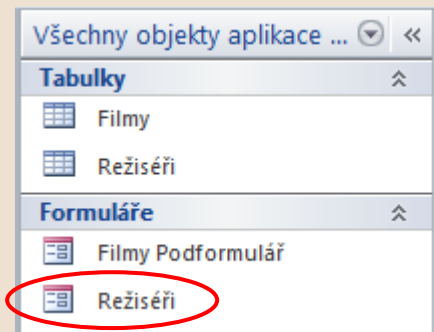 Všechny objekty aplikace ...
Tabulky
Filmy
Režiséři
Formuláře
Filmy Podformulář
Režiséři